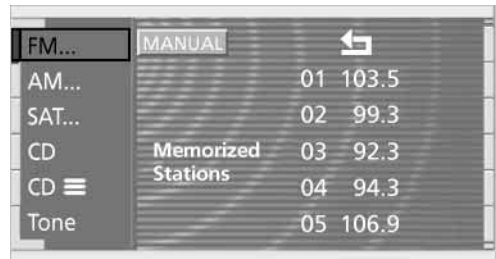 FM... MANUAL
AM... 01 103.5
SAT... 02 99.3
CD Memorized 03 92.3
Stations
CD 04 94.3
Tone 05 106.9